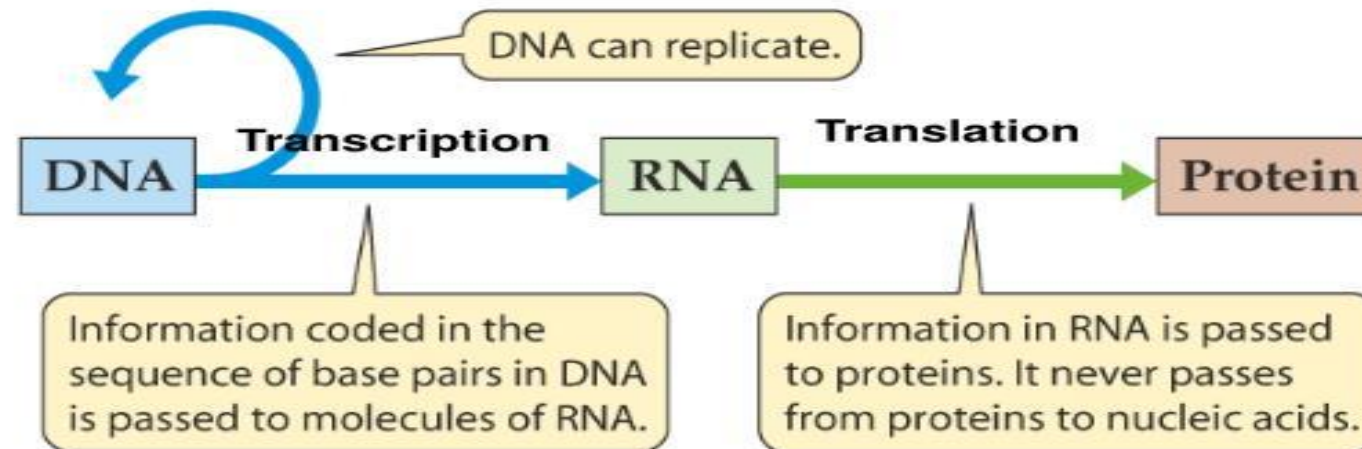 DNA can replicate.
Transcription
Translation
DNA
RNA
Protein
Information coded in the
sequence of base pairs in DNA
is passed to molecules of RNA.
Information in RNA is passed
to proteins. It never passes
from proteins to nucleic acids.